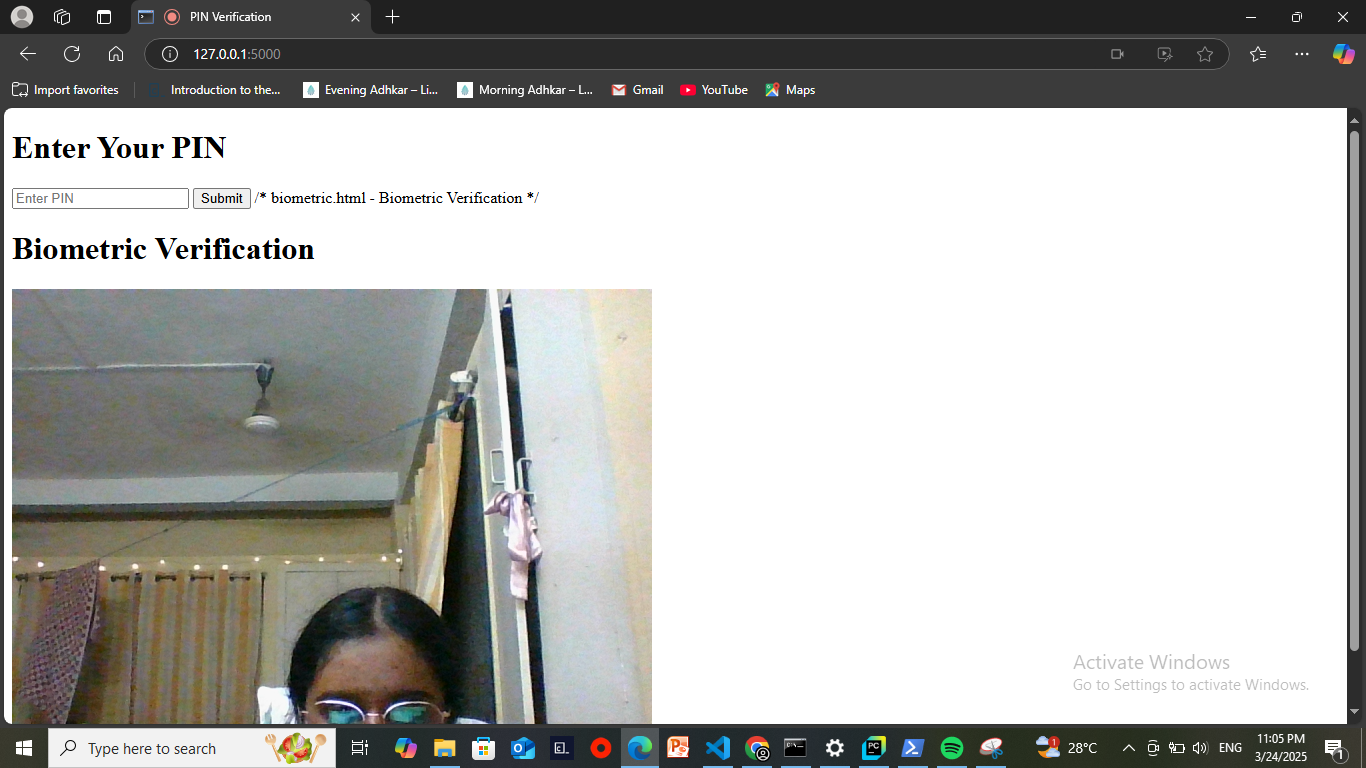 PIN Verification
127.0.0.1:5000
Import favorites
Introduction to the...
Evening Adhkar – Li...
Morning Adhkar – L...
Gmail
YouTube
Maps
Enter Your PIN
Enter PIN Submit /* biometric.html - Biometric Verification */
Biometric Verification
Activate Windows
Go to Settings to activate Windows.
Type here to search
28°C
ENG
11:05 PM
3/24/2025